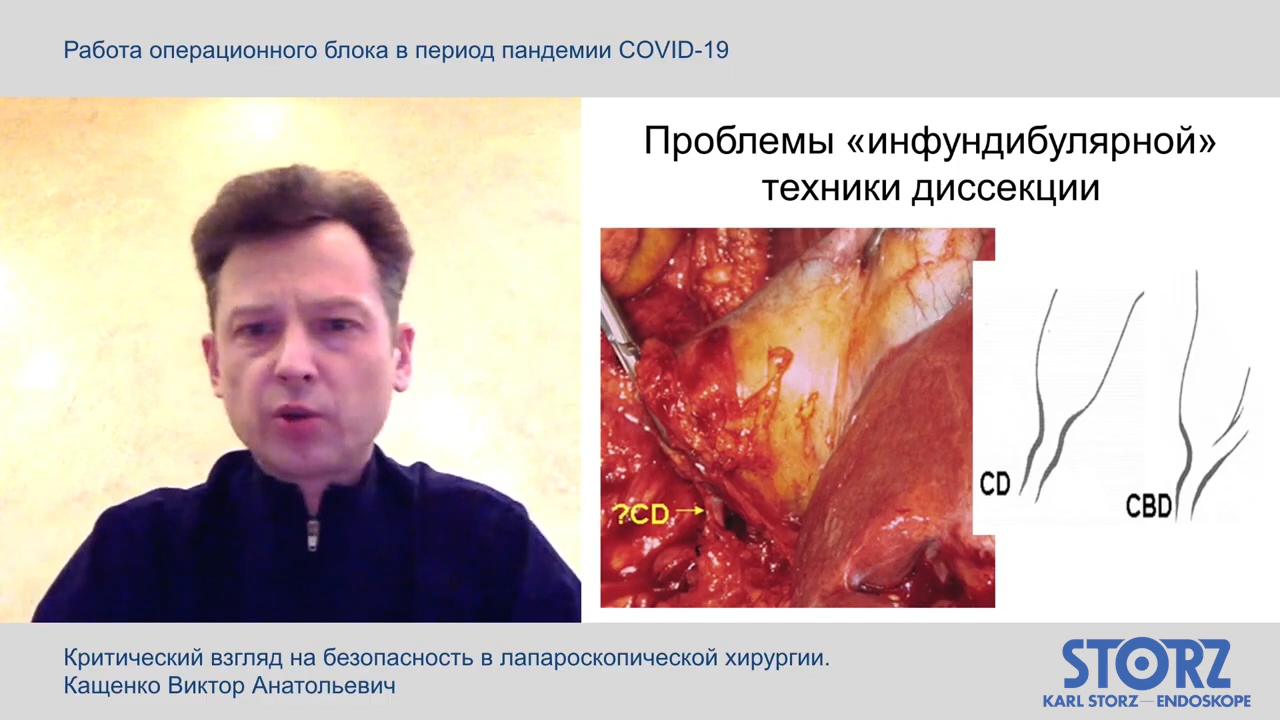 Работа операционного блока в период пандемии COVID-19
Проблемы «инфундибулярной»
техники диссекции
?CD
CD
CBD
Критический взгляд на безопасность в лапароскопической хирургии.
Кащенко Виктор Анатольевич
STORZ
KARL STORZ—ENDOSKOPE